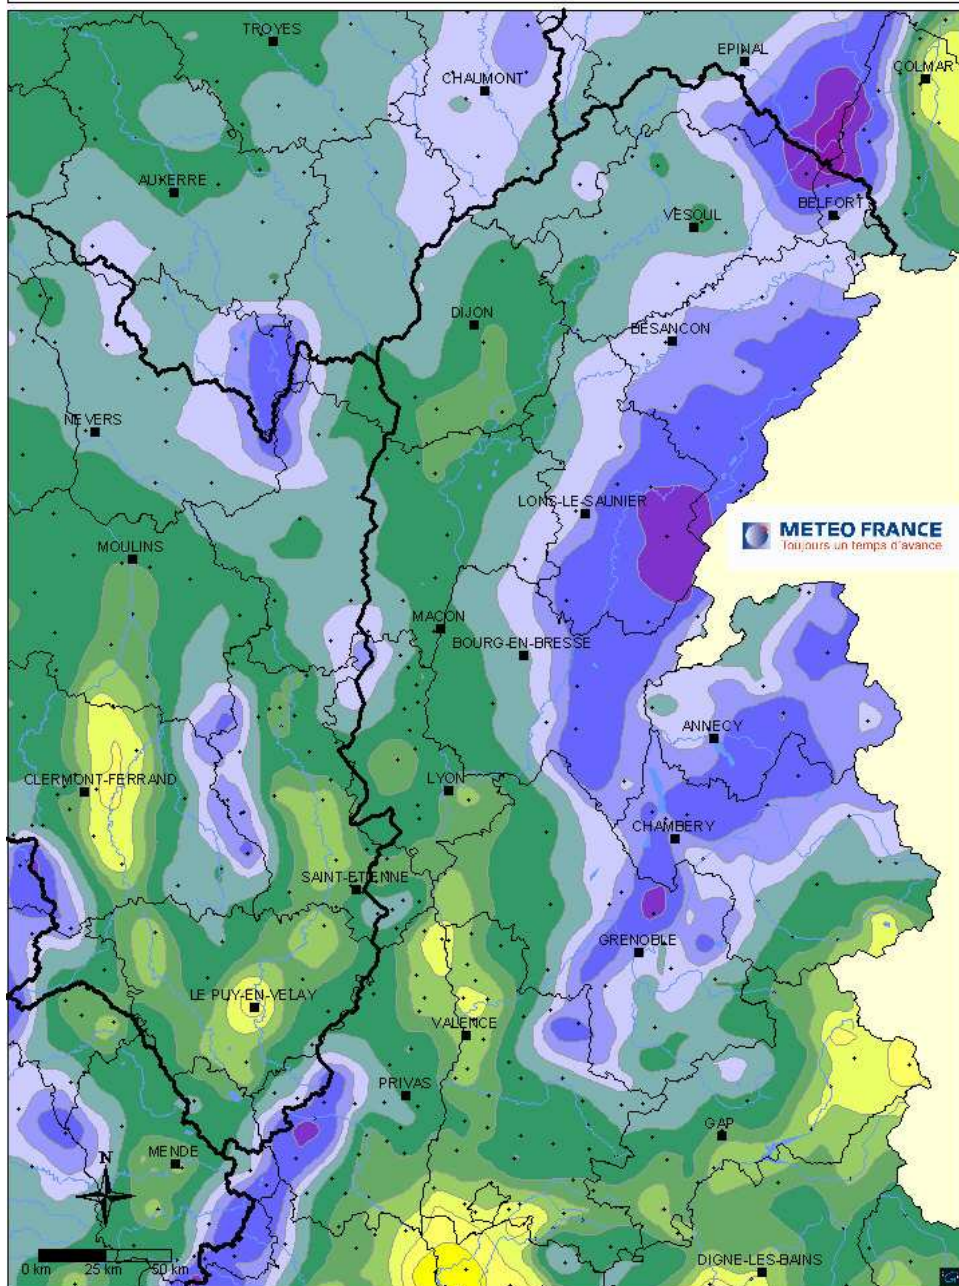 TROYES
EPINAL
COLMAR
CHAUMONT
AUXERRE
BELFORT
VESOUL
DIJON
BESANCON
NEVERS
LONS-LE-SAUNIER
METEO FRANCE
Toujours un temps d'avance
MOULINS
MACON
BOURG-EN-BRESSE
ANNECY
CLERMONT-FERRAND
LYON
CHAMBERY
SAINT-ETIENNE
GRENOBLE
LE PUY-EN-VELAY
VALENCE
PRIVAS
GAP
MENDE
N
DIGNE-LES-BAINS
0 km 25 km 50 km